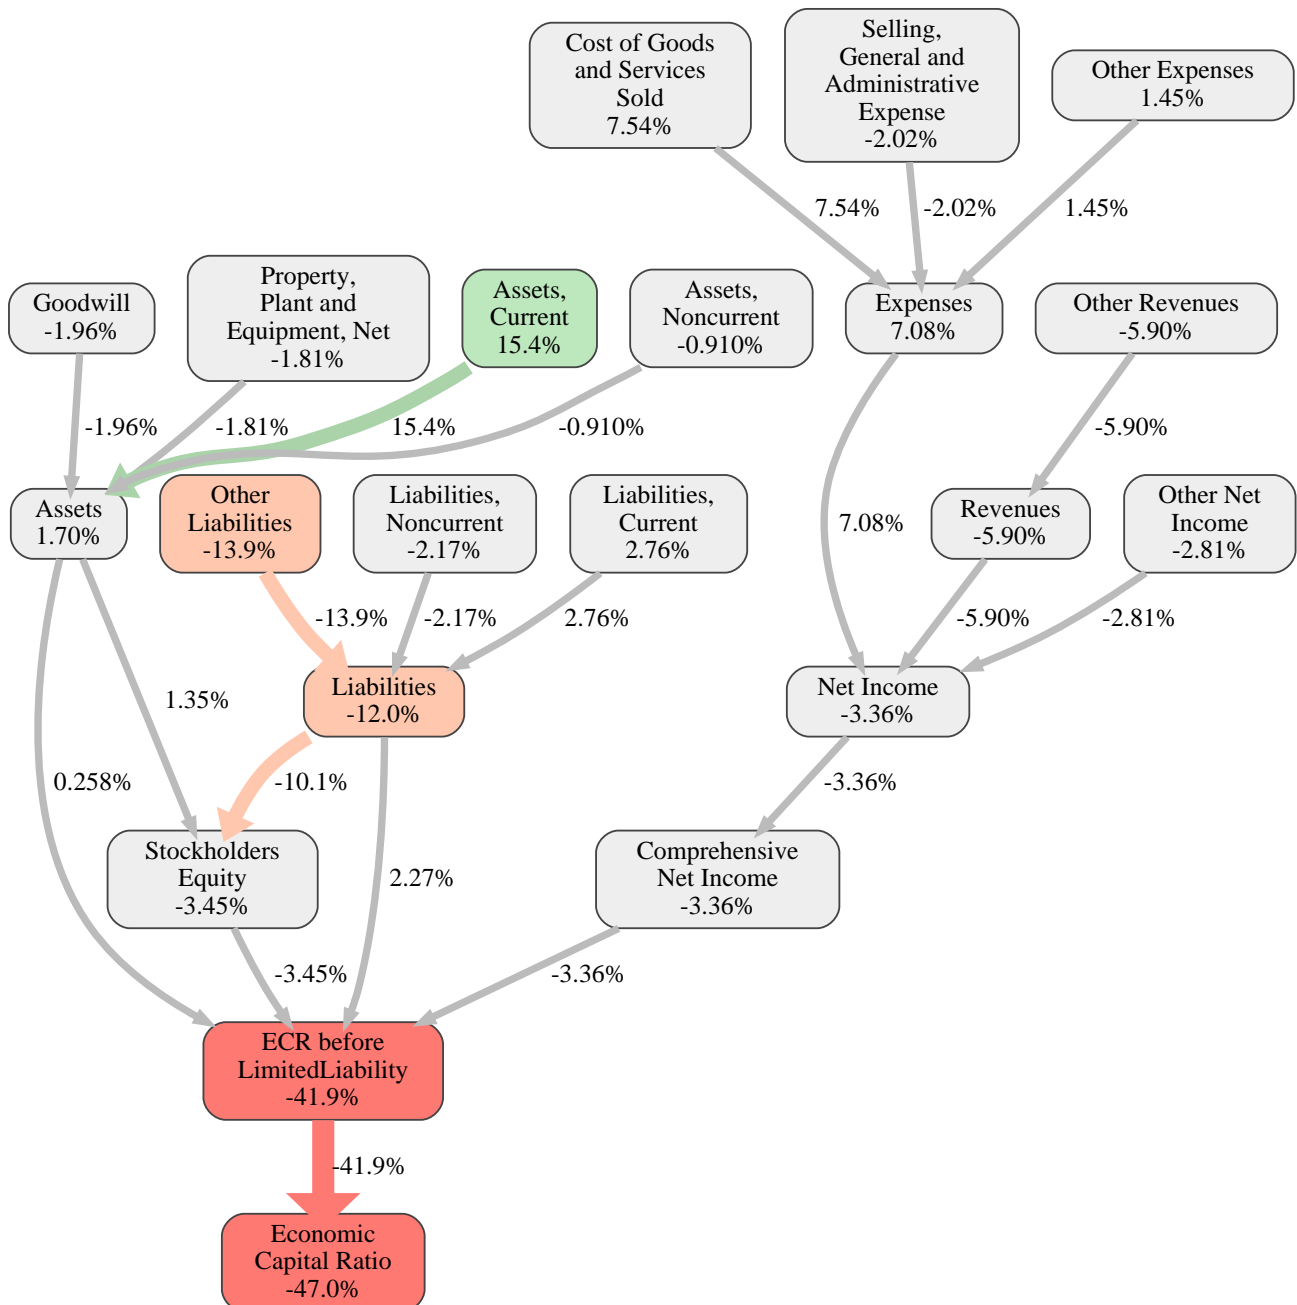 Cost of Goods
and Services
Sold
7.54%
Selling,
General and
Administrative
Expense
-2.02%
Other Expenses
1.45%
7.54%
-2.02%
1.45%
Goodwill
-1.96%
Property,
Plant and
Equipment, Net
-1.81%
Assets,
Current
15.4%
Assets,
Noncurrent
-0.910%
Expenses
7.08%
Other Revenues
-5.90%
-1.96%
-1.81%
15.4%
-0.910%
-5.90%
Assets
1.70%
Other
Liabilities
-13.9%
Liabilities,
Noncurrent
-2.17%
Liabilities,
Current
2.76%
7.08%
Revenues
-5.90%
Other Net
Income
-2.81%
-13.9%
-2.17%
2.76%
-5.90%
-2.81%
1.35%
Liabilities
-12.0%
Net Income
-3.36%
0.258%
-10.1%
-3.36%
Stockholders
Equity
-3.45%
2.27%
Comprehensive
Net Income
-3.36%
-3.45%
-3.36%
ECR before
LimitedLiability
-41.9%
-41.9%
Economic
Capital Ratio
-47.0%